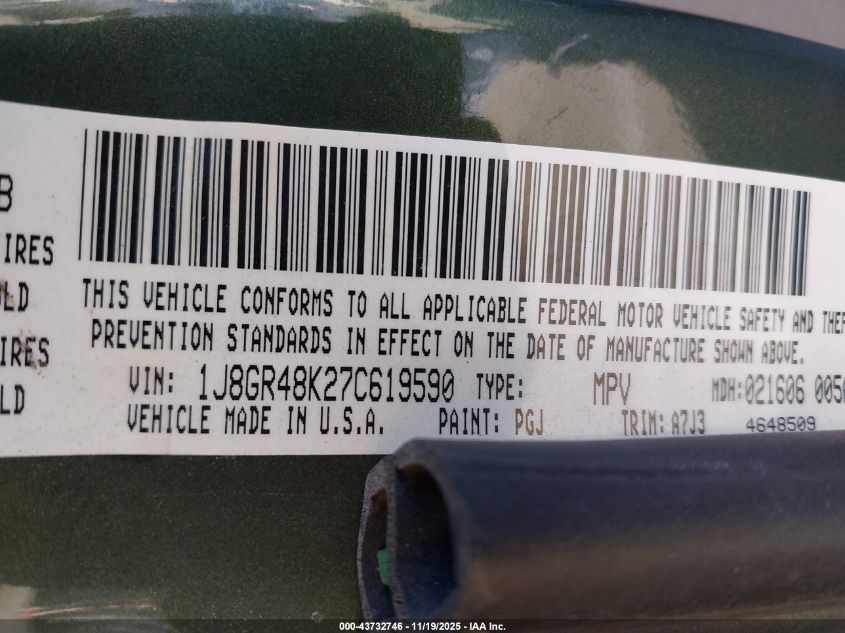 B
IRES
OLD
IRES
LD
THIS VEHICLE CONFORMS TO ALL APPLICABLE FEDERAL MOTOR VEHICLE SAFETY AND THEF
PREVENTION STANDARDS IN EFFECT ON THE DATE OF MANUFACTURE SHOWN ABOVE.
VIN: 1J8GR48K27C619590 TYPE: MPV MDH:021606 005
VEHICLE MADE IN U.S.A. PAINT: PGJ TRIM: A7J3 4648509
000-43732746 - 11/19/2025 - IAA Inc.